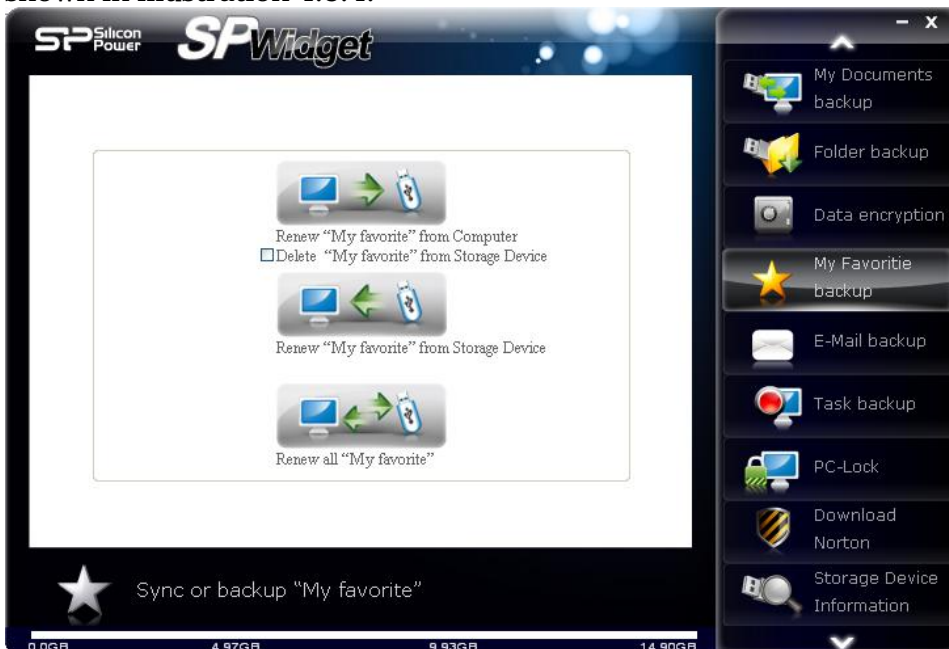 shown in illustration 4.3.4.
SP Silicon Power
SPWidget
Renew “My favorite” from Computer
Delete “My favorite” from Storage Device
Renew “My favorite” from Storage Device
Renew all “My favorite”
Sync or backup “My favorite”
0.0GB 4.97GB 9.93GB 14.90GB
- x
My Documents
backup
Folder backup
Data encryption
My Favoritie
backup
E-Mail backup
Task backup
PC-Lock
Download
Norton
Storage Device
Information